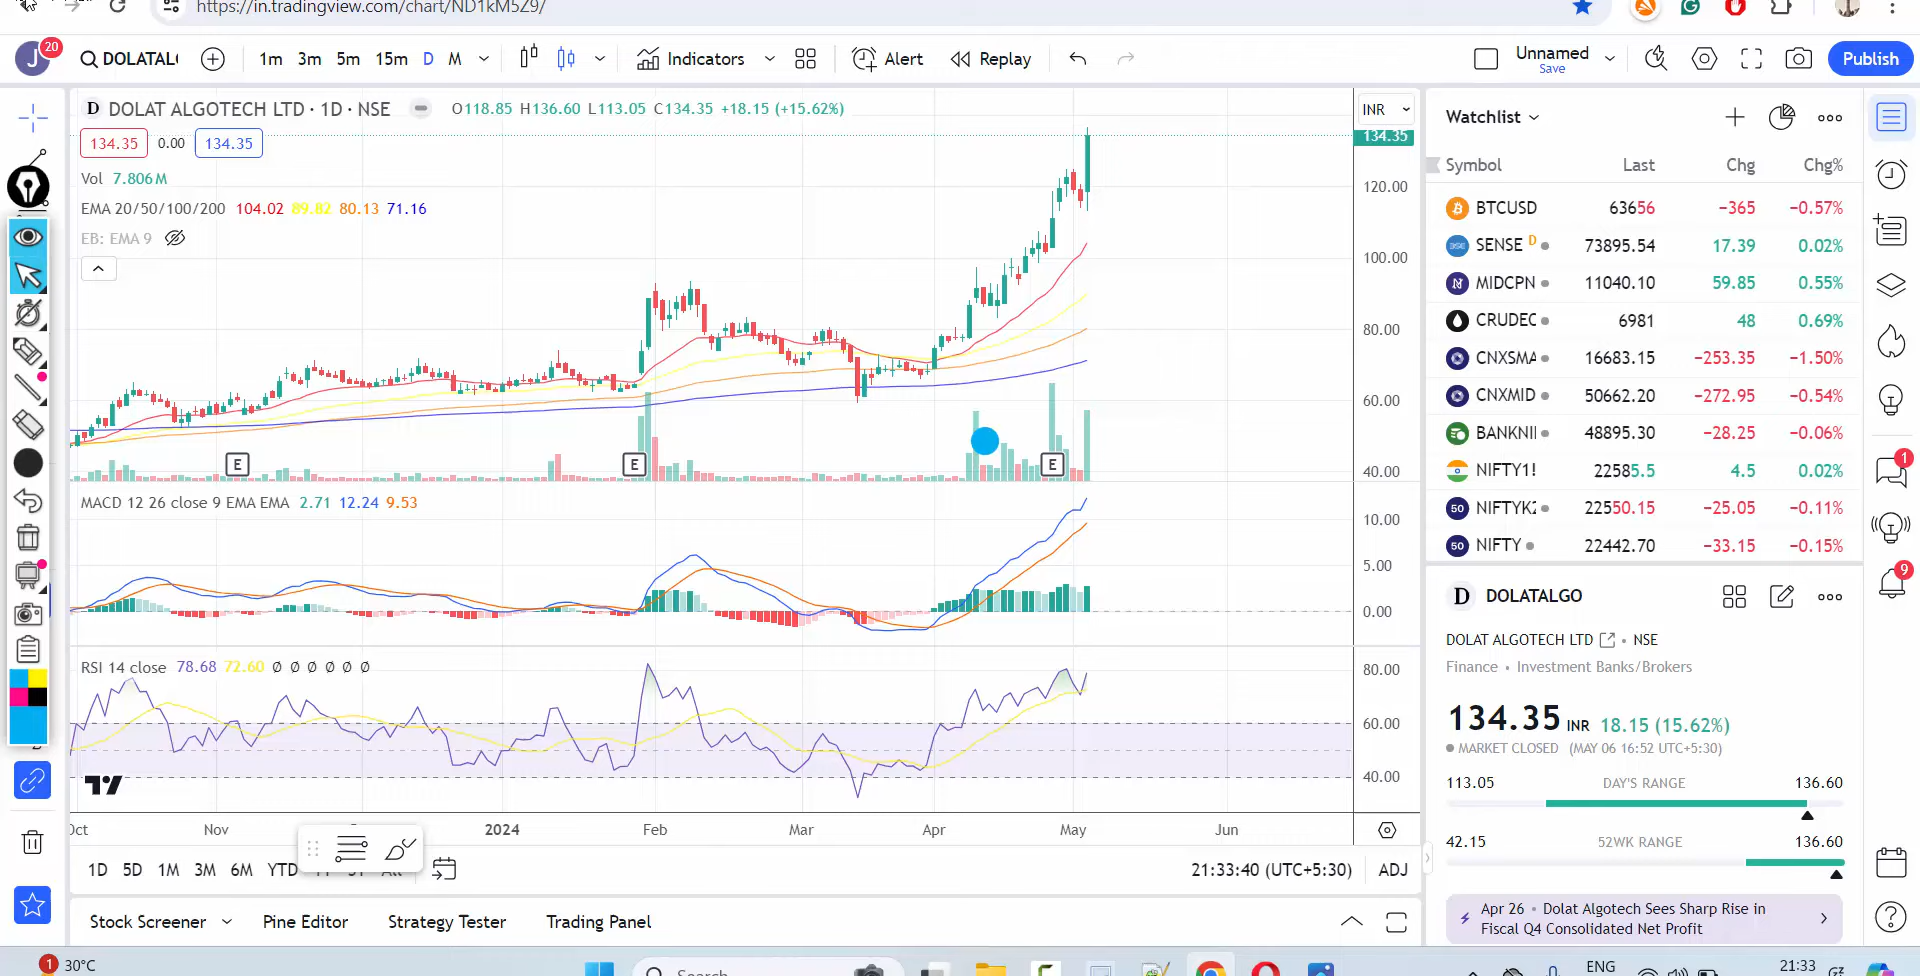 https://in.tradingview.com/chart/ND1kM5Z9/
J 20 DOLATAL 1m 3m 5m 15m D M Indicators Alert Replay Unnamed Save Publish
D DOLAT ALGOTECH LTD · 1D · NSE O118.85 H136.60 L113.05 C134.35 +18.15 (+15.62%)
INR
134.35 0.00 134.35
134.35
Vol 7.806M
EMA 20/50/100/200 104.02 89.82 80.13 71.16
EB: EMA 9
120.00
100.00
80.00
60.00
40.00
E E E
MACD 12 26 close 9 EMA EMA 2.71 12.24 9.53
10.00
5.00
0.00
RSI 14 close 78.68 72.60 Ø Ø Ø Ø Ø Ø
80.00
60.00
40.00
Oct Nov 2024 Feb Mar Apr May Jun
1D 5D 1M 3M 6M YTD All
21:33:40 (UTC+5:30) ADJ
Stock Screener Pine Editor Strategy Tester Trading Panel
Watchlist
Symbol Last Chg Chg%
BTCUSD 63656 −365 −0.57%
SENSE D 73895.54 17.39 0.02%
MIDCPN 11040.10 59.85 0.55%
CRUDEC 6981 48 0.69%
CNXSMA 16683.15 −253.35 −1.50%
CNXMID 50662.20 −272.95 −0.54%
BANKNI 48895.30 −28.25 −0.06%
NIFTY1! 22585.5 4.5 0.02%
50 NIFTYK2 22550.15 −25.05 −0.11%
50 NIFTY 22442.70 −33.15 −0.15%
D DOLATALGO
DOLAT ALGOTECH LTD • NSE
Finance • Investment Banks/Brokers
134.35 INR 18.15 (15.62%)
MARKET CLOSED (MAY 06 16:52 UTC+5:30)
113.05 DAY'S RANGE 136.60
42.15 52WK RANGE 136.60
Apr 26 • Dolat Algotech Sees Sharp Rise in
Fiscal Q4 Consolidated Net Profit
1
9
1 30°C
Search
ENG
21:33